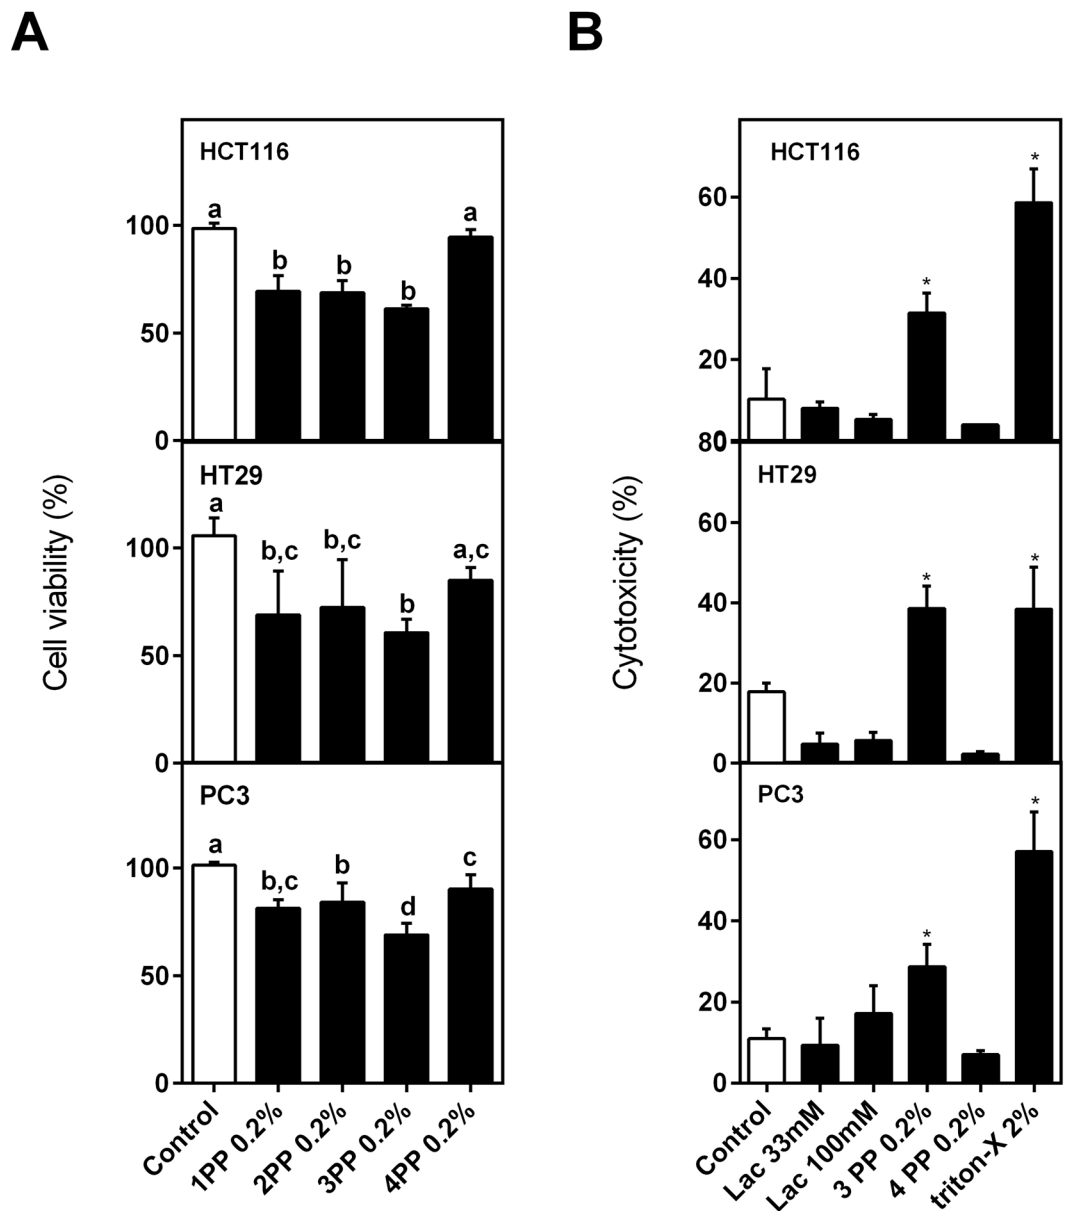 A
B
Cell viability (%)
HCT116
100
50
0
a
b
b
b
a
HT29
100
50
0
a
b,c
b,c
b
a,c
PC3
100
50
0
a
b,c
b
d
c
Control
1PP 0.2%
2PP 0.2%
3PP 0.2%
4PP 0.2%
Cytotoxicity (%)
HCT116
60
40
20
0
*
*
HT29
80
60
40
20
0
*
*
PC3
60
40
20
0
*
*
Control
Lac 33mM
Lac 100mM
3 PP 0.2%
4 PP 0.2%
triton-X 2%